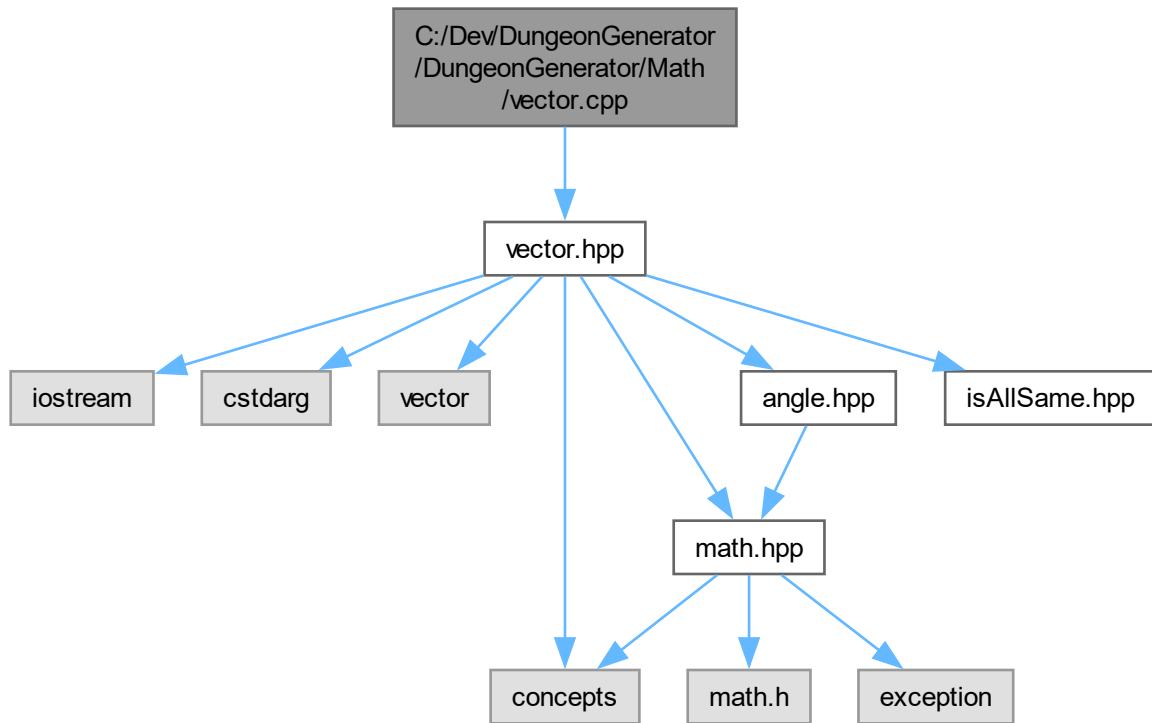 C:/Dev/DungeonGenerator
/DungeonGenerator/Math
/vector.cpp
vector.hpp
iostream
cstdarg
vector
angle.hpp
isAllSame.hpp
math.hpp
concepts
math.h
exception